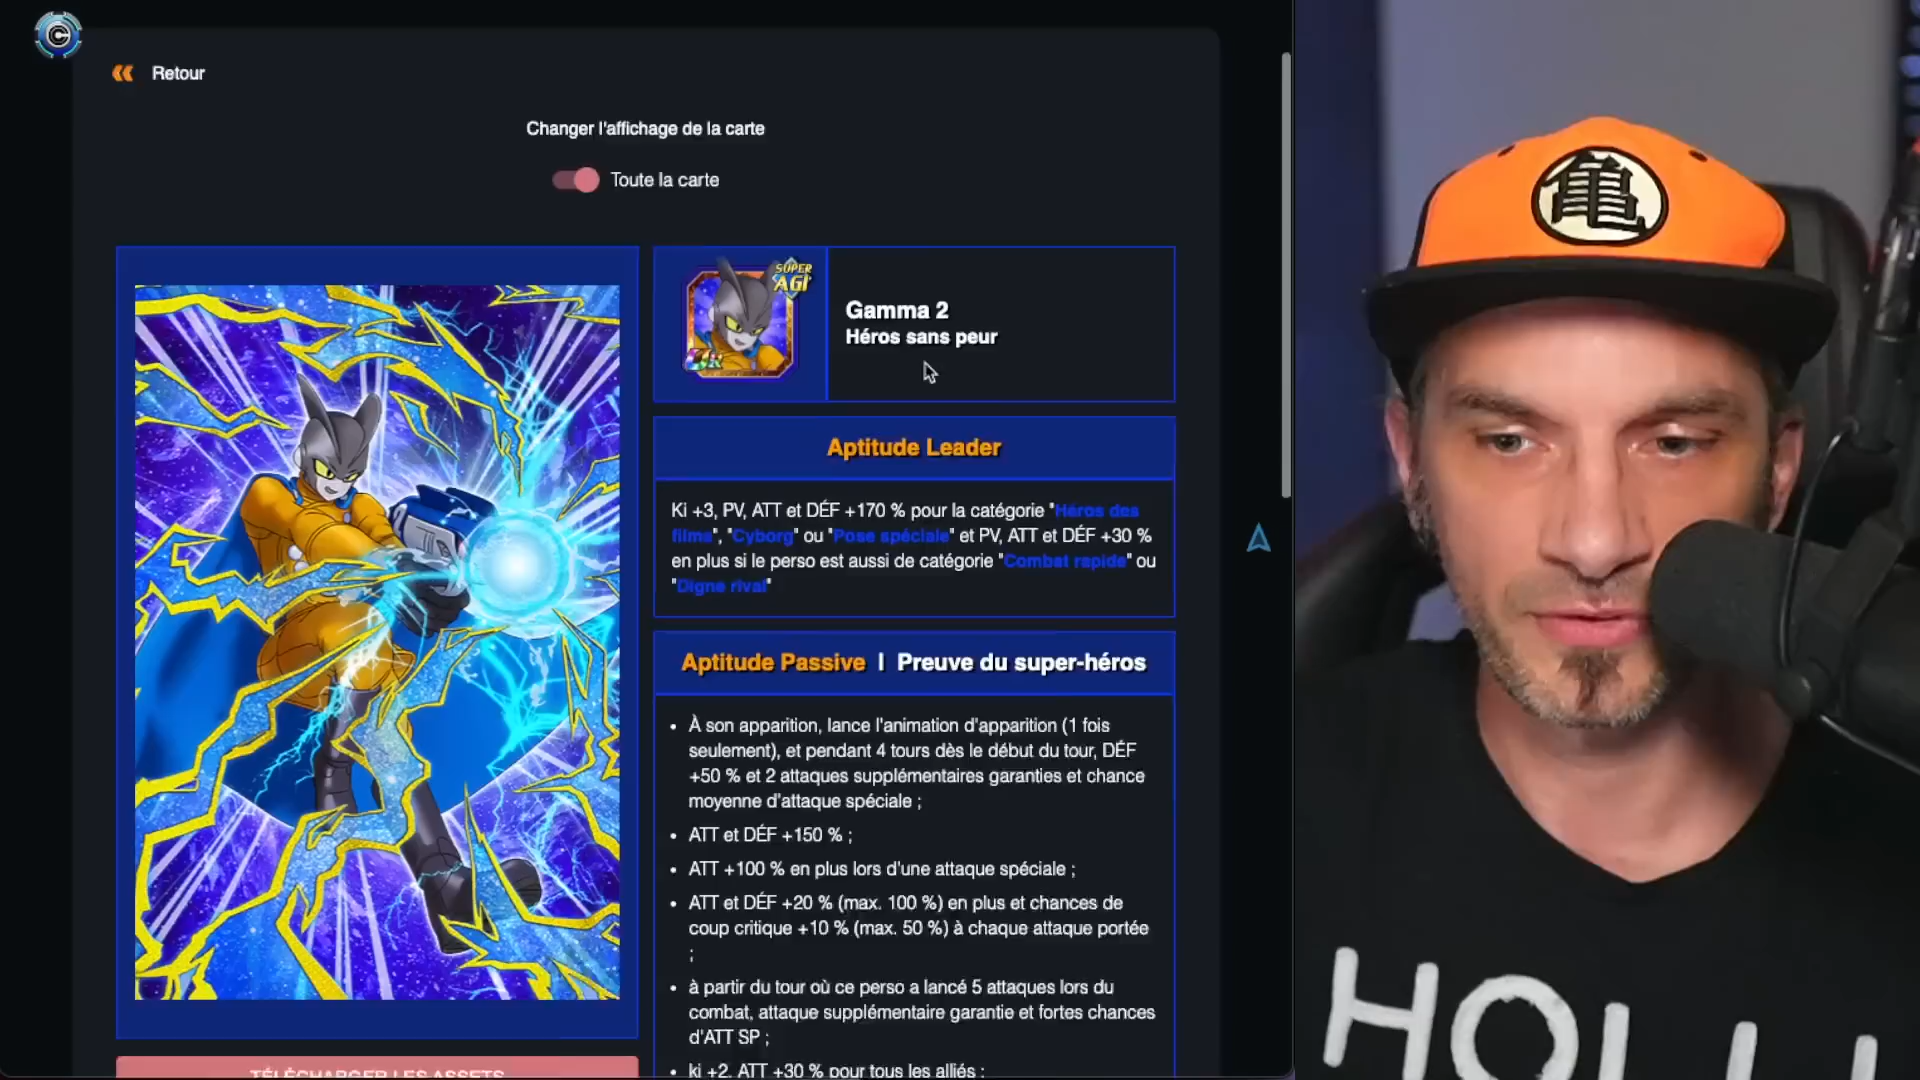 Retour
Changer l'affichage de la carte
Toute la carte
SUPER
AGI
UR
Gamma 2
Héros sans peur
Aptitude Leader
Ki +3, PV, ATT et DÉF +170 % pour la catégorie "Héros des
films", "Cyborg" ou "Pose spéciale" et PV, ATT et DÉF +30 %
en plus si le perso est aussi de catégorie "Combat rapide" ou
"Digne rival"
Aptitude Passive | Preuve du super-héros
• À son apparition, lance l'animation d'apparition (1 fois
seulement), et pendant 4 tours dès le début du tour, DÉF
+50 % et 2 attaques supplémentaires garanties et chance
moyenne d'attaque spéciale ;
• ATT et DÉF +150 % ;
• ATT +100 % en plus lors d'une attaque spéciale ;
• ATT et DÉF +20 % (max. 100 %) en plus et chances de
coup critique +10 % (max. 50 %) à chaque attaque portée
;
• à partir du tour où ce perso a lancé 5 attaques lors du
combat, attaque supplémentaire garantie et fortes chances
d'ATT SP ;
• ki +2, ATT +30 % pour tous les alliés ;
TÉLÉCHARGER LES ASSETS
亀